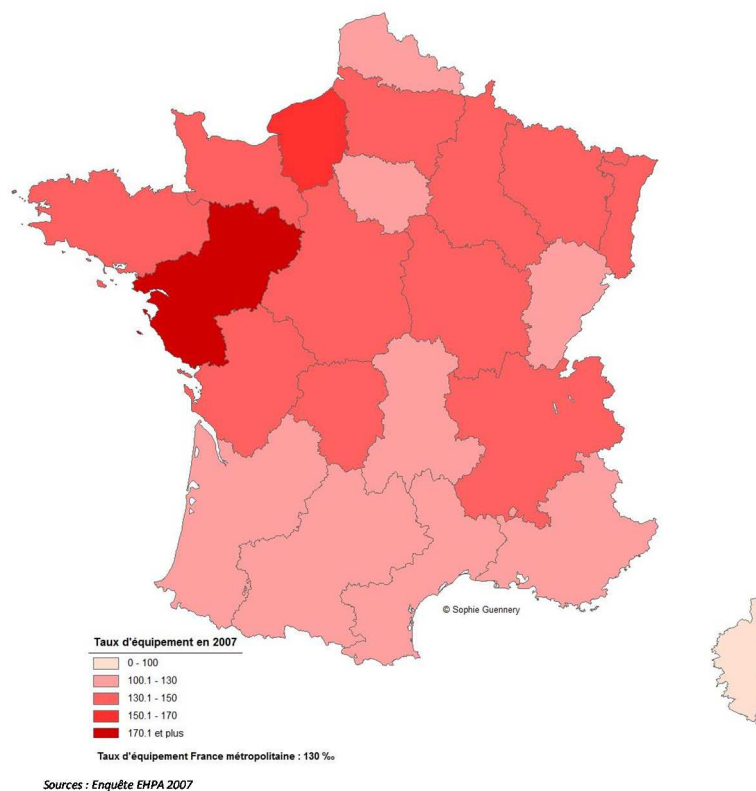 © Sophie Guennery
Taux d'équipement en 2007
0 - 100
100.1 - 130
130.1 - 150
150.1 - 170
170.1 et plus
Taux d'équipement France métropolitaine : 130 ‰
Sources : Enquête EHPA 2007